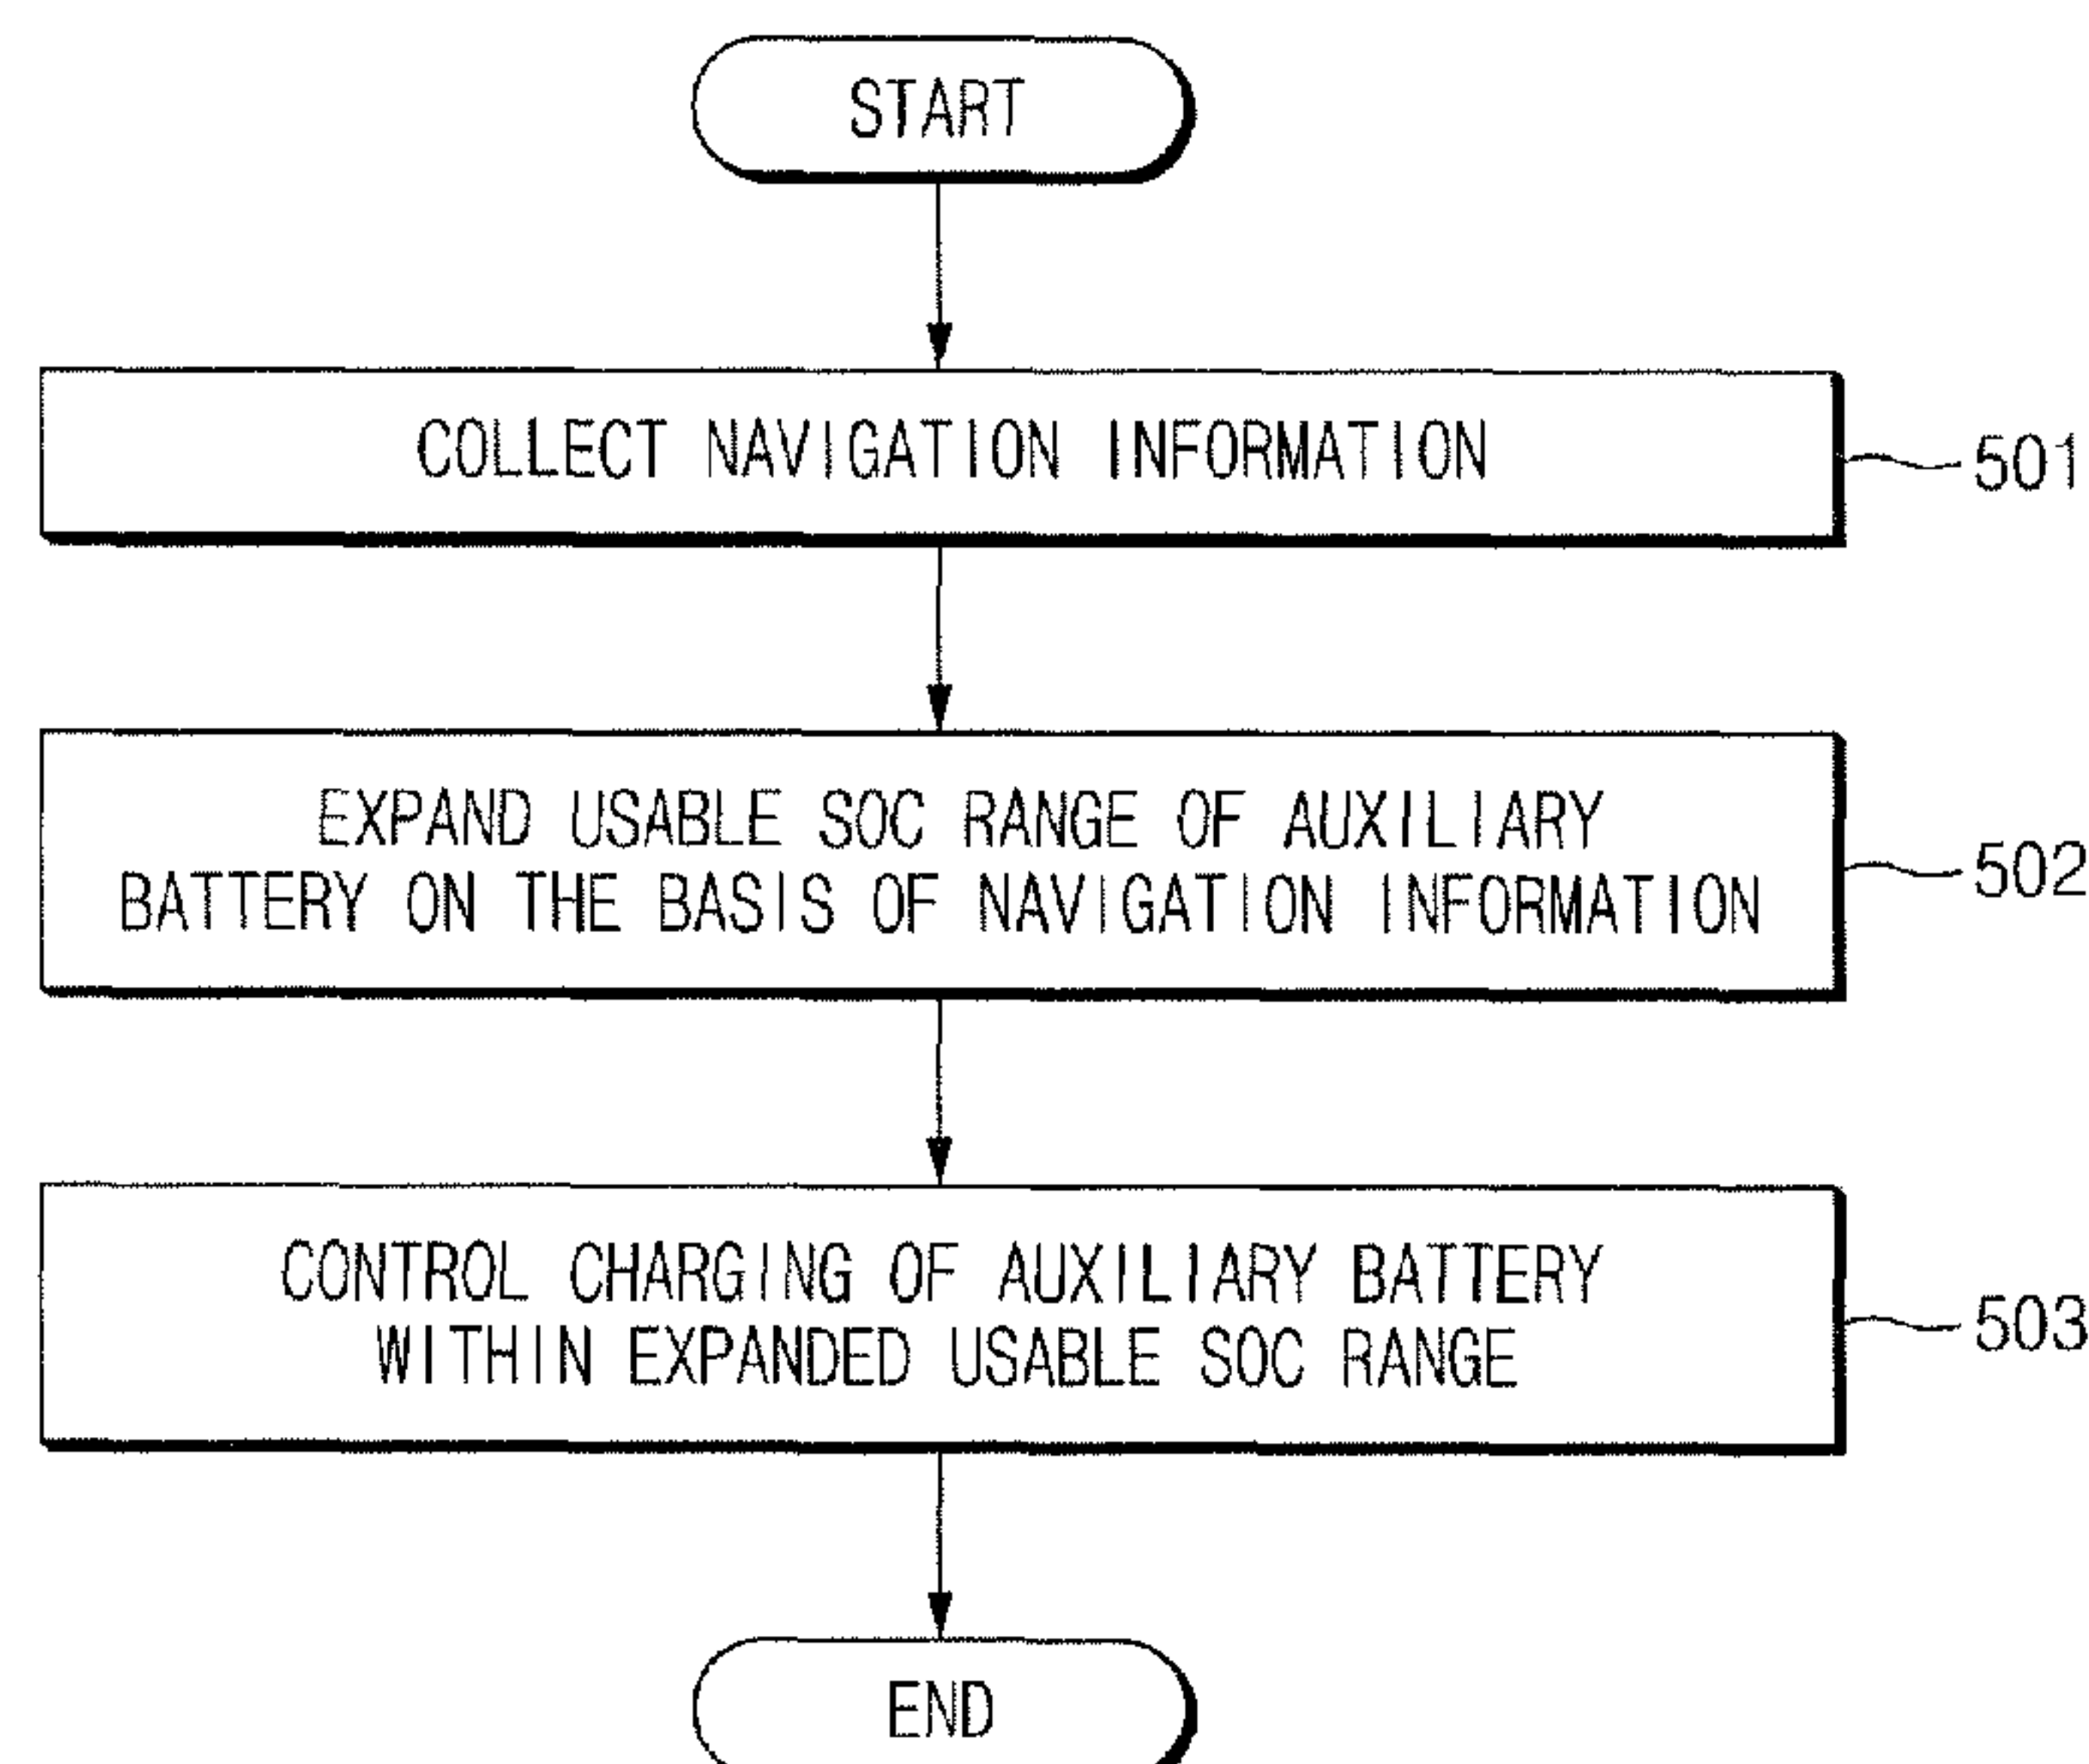 START
COLLECT NAVIGATION INFORMATION
501
EXPAND USABLE SOC RANGE OF AUXILIARY
BATTERY ON THE BASIS OF NAVIGATION INFORMATION
502
CONTROL CHARGING OF AUXILIARY BATTERY
WITHIN EXPANDED USABLE SOC RANGE
503
END